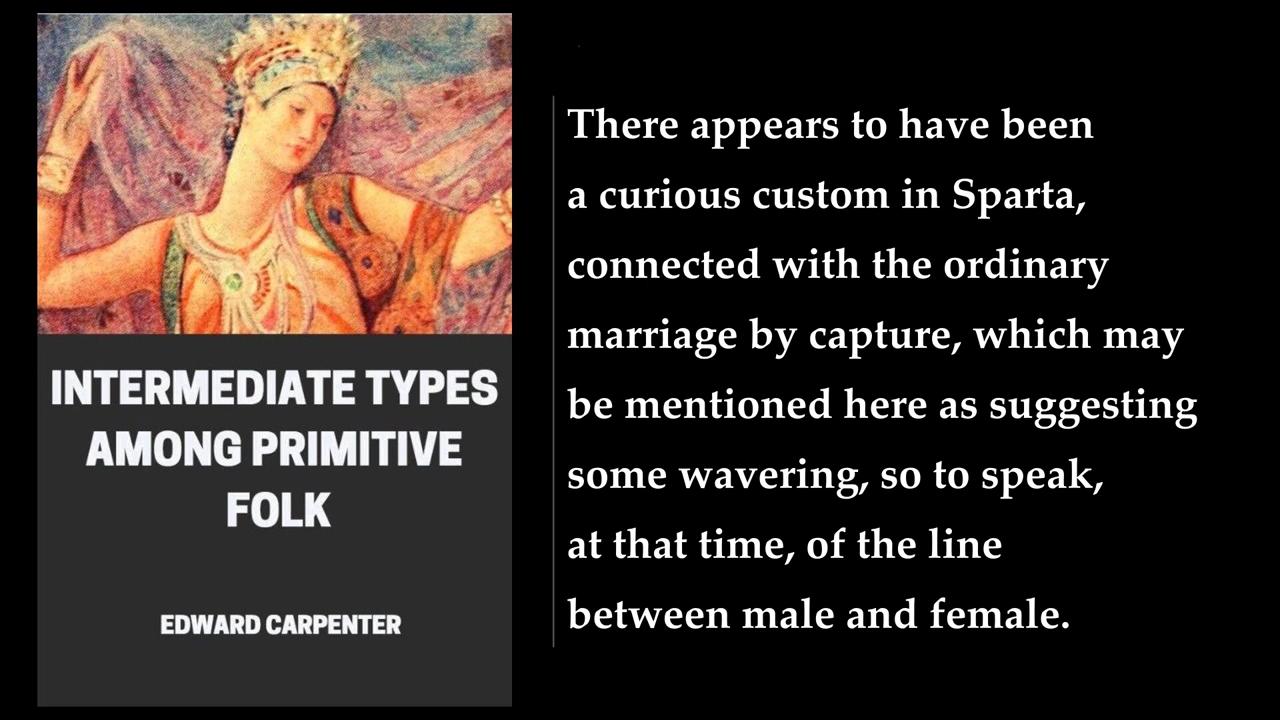 INTERMEDIATE TYPES
AMONG PRIMITIVE
FOLK
EDWARD CARPENTER
There appears to have been
a curious custom in Sparta,
connected with the ordinary
marriage by capture, which may
be mentioned here as suggesting
some wavering, so to speak,
at that time, of the line
between male and female.